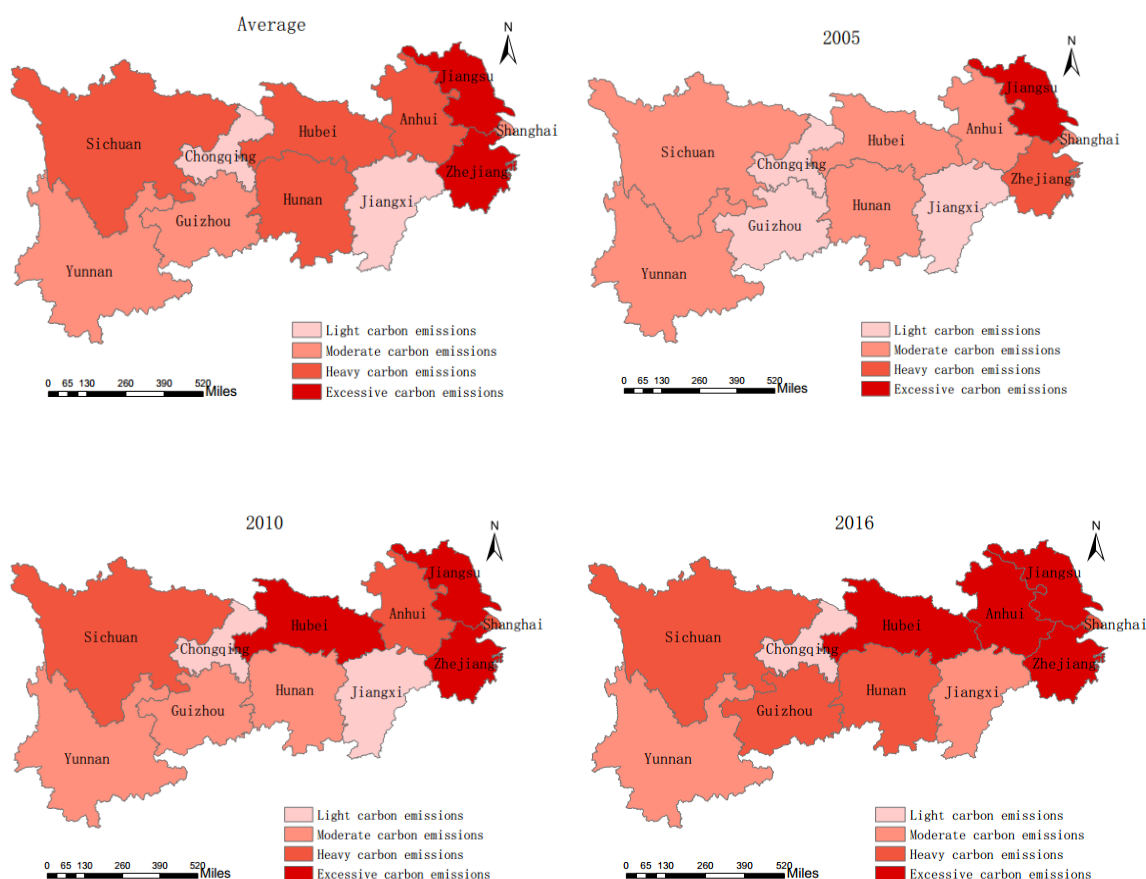 Average
N
Jiangsu
Anhui
Hubei
Shanghai
Sichuan
Chongqing
Zhejiang
Hunan
Jiangxi
Guizhou
Yunnan
Light carbon emissions
Moderate carbon emissions
Heavy carbon emissions
Excessive carbon emissions
0 65 130 260 390 520
Miles
2005
N
Jiangsu
Anhui
Hubei
Shanghai
Sichuan
Chongqing
Zhejiang
Hunan
Jiangxi
Guizhou
Yunnan
Light carbon emissions
Moderate carbon emissions
Heavy carbon emissions
Excessive carbon emissions
0 65 130 260 390 520
Miles
2010
N
Jiangsu
Anhui
Hubei
Shanghai
Sichuan
Chongqing
Zhejiang
Hunan
Jiangxi
Guizhou
Yunnan
Light carbon emissions
Moderate carbon emissions
Heavy carbon emissions
Excessive carbon emissions
0 65 130 260 390 520
Miles
2016
N
Jiangsu
Anhui
Hubei
Shanghai
Sichuan
Chongqing
Zhejiang
Hunan
Jiangxi
Guizhou
Yunnan
Light carbon emissions
Moderate carbon emissions
Heavy carbon emissions
Excessive carbon emissions
0 65 130 260 390 520
Miles